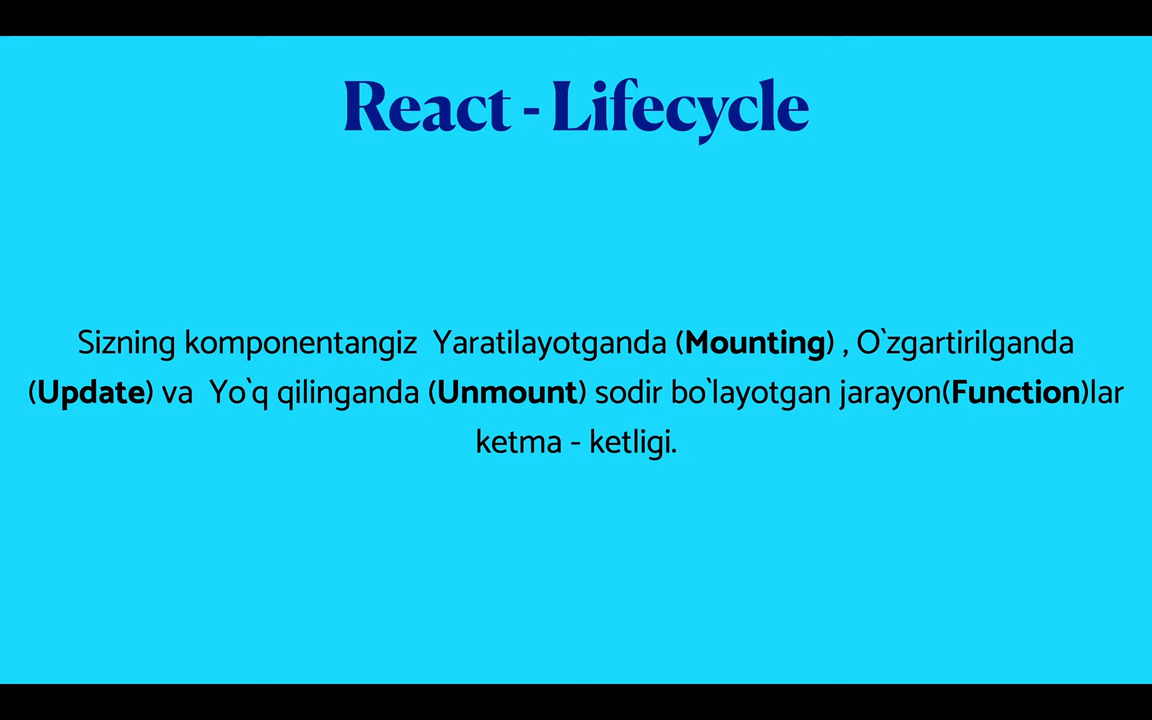 React - Lifecycle
Sizning komponentangiz Yaratilayotganda (Mounting) , O`zgartirilganda
(Update) va Yo`q qilinganda (Unmount) sodir bo`layotgan jarayon(Function)lar
ketma - ketligi.